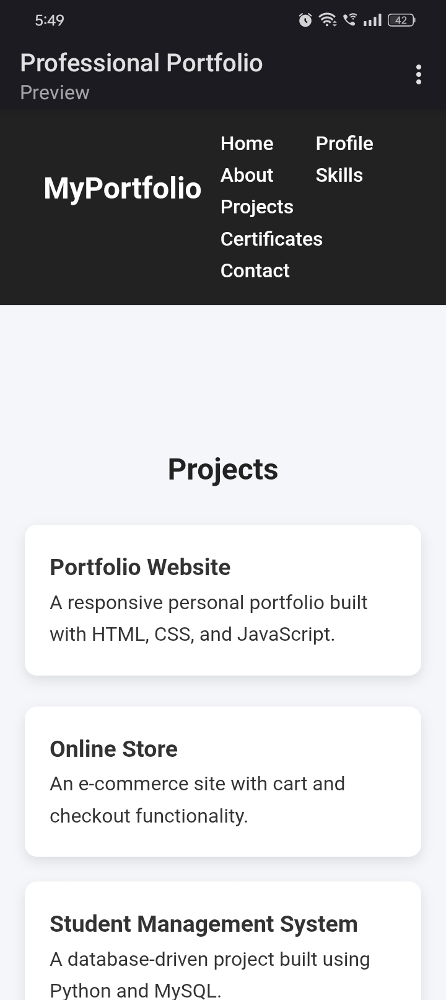 5:49
42
Professional Portfolio
Preview
MyPortfolio
Home Profile
About Skills
Projects
Certificates
Contact
Projects
Portfolio Website
A responsive personal portfolio built
with HTML, CSS, and JavaScript.
Online Store
An e-commerce site with cart and
checkout functionality.
Student Management System
A database-driven project built using
Python and MySQL.